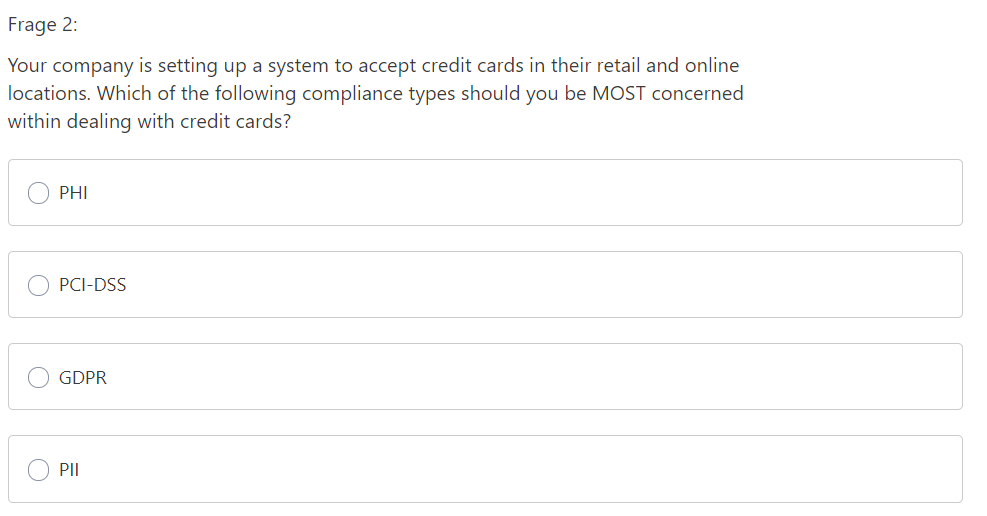 Frage 2:
Your company is setting up a system to accept credit cards in their retail and online
locations. Which of the following compliance types should you be MOST concerned
within dealing with credit cards?
PHI
PCI-DSS
GDPR
PII